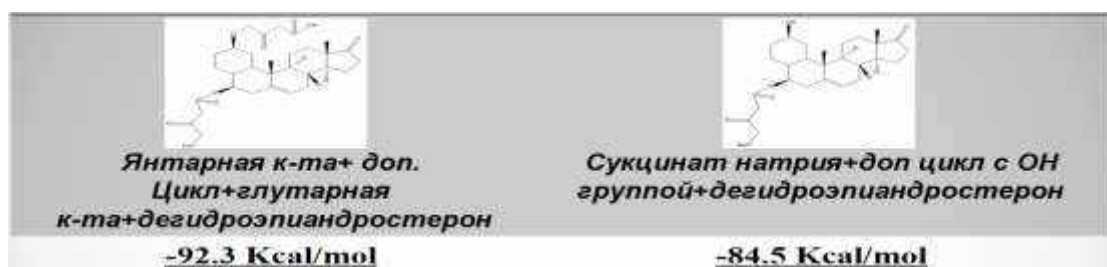 Янтарная к-та+ доп.
Цикл+глутарная
к-та+дегидроэпиандростерон
-92.3 Kcal/mol
Сукцинат натрия+доп цикл с ОН
группой+дегидроэпиандростерон
-84.5 Kcal/mol